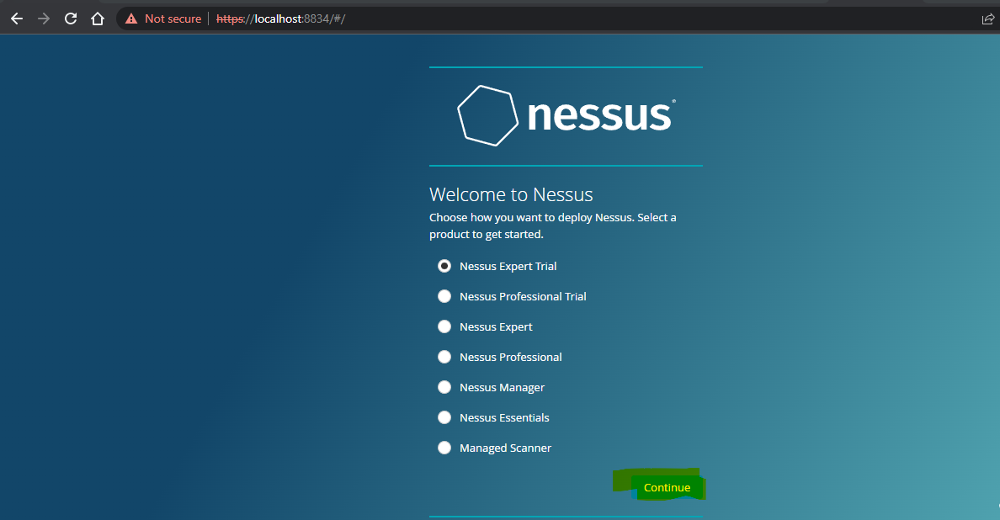 Not secure | https://localhost:8834/#/
nessus®
Welcome to Nessus
Choose how you want to deploy Nessus. Select a
product to get started.
Nessus Expert Trial
Nessus Professional Trial
Nessus Expert
Nessus Professional
Nessus Manager
Nessus Essentials
Managed Scanner
Continue